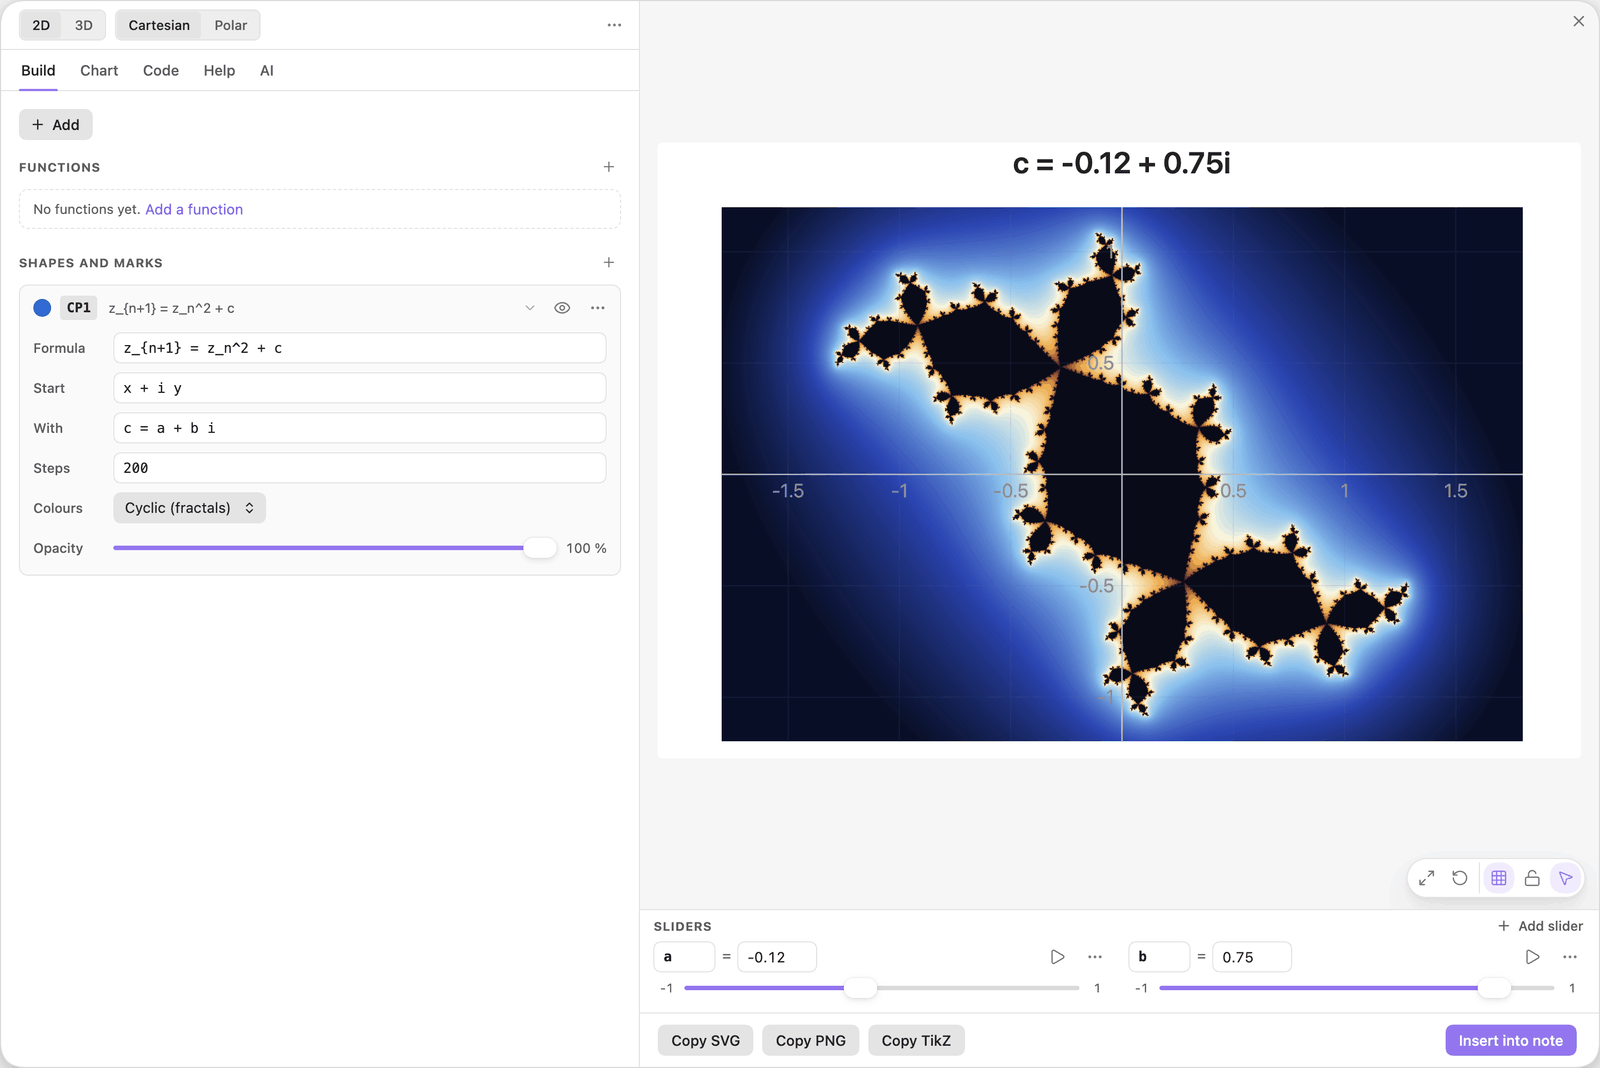 2D 3D Cartesian Polar
Build Chart Code Help AI
+ Add
FUNCTIONS
No functions yet. Add a function
SHAPES AND MARKS
CP1 z_{n+1} = z_n^2 + c
Formula z_{n+1} = z_n^2 + c
Start x + i y
With c = a + b i
Steps 200
Colours Cyclic (fractals)
Opacity 100 %
c = -0.12 + 0.75i
1
0.5
-1.5 -1 -0.5 0.5 1 1.5
-0.5
-1
SLIDERS + Add slider
a = -0.12 b = 0.75
-1 1 -1 1
Copy SVG Copy PNG Copy TikZ Insert into note